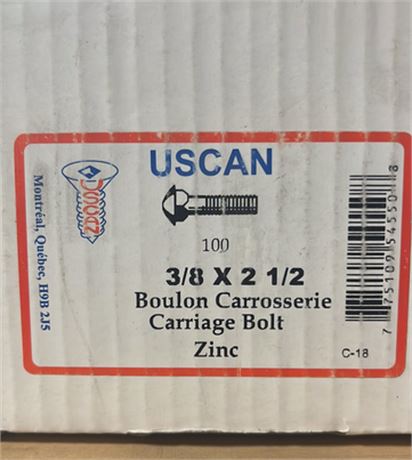 USCAN
USCAN
100
3/8 X 2 1/2
Boulon Carrosserie
Carriage Bolt
Zinc
Montréal, Québec, H9B 2J5
7 75109 54550 8
C-18